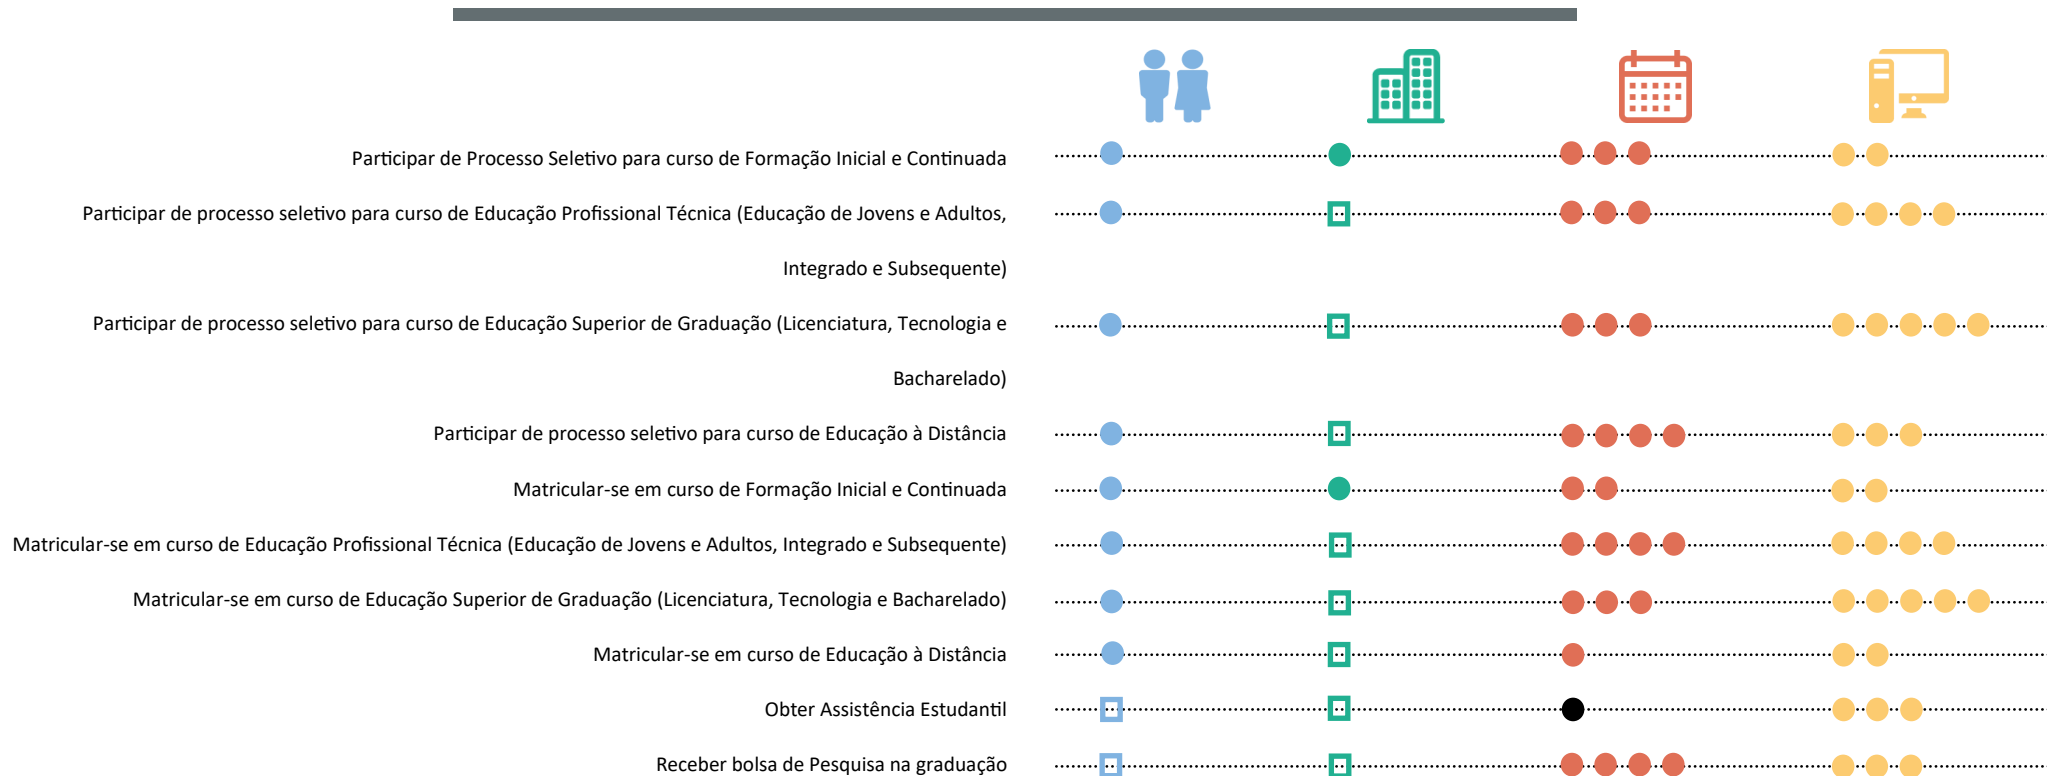 Participar de Processo Seletivo para curso de Formação Inicial e Continuada
Participar de processo seletivo para curso de Educação Profissional Técnica (Educação de Jovens e Adultos,
Integrado e Subsequente)
Participar de processo seletivo para curso de Educação Superior de Graduação (Licenciatura, Tecnologia e
Bacharelado)
Participar de processo seletivo para curso de Educação à Distância
Matricular-se em curso de Formação Inicial e Continuada
Matricular-se em curso de Educação Profissional Técnica (Educação de Jovens e Adultos, Integrado e Subsequente)
Matricular-se em curso de Educação Superior de Graduação (Licenciatura, Tecnologia e Bacharelado)
Matricular-se em curso de Educação à Distância
Obter Assistência Estudantil
Receber bolsa de Pesquisa na graduação